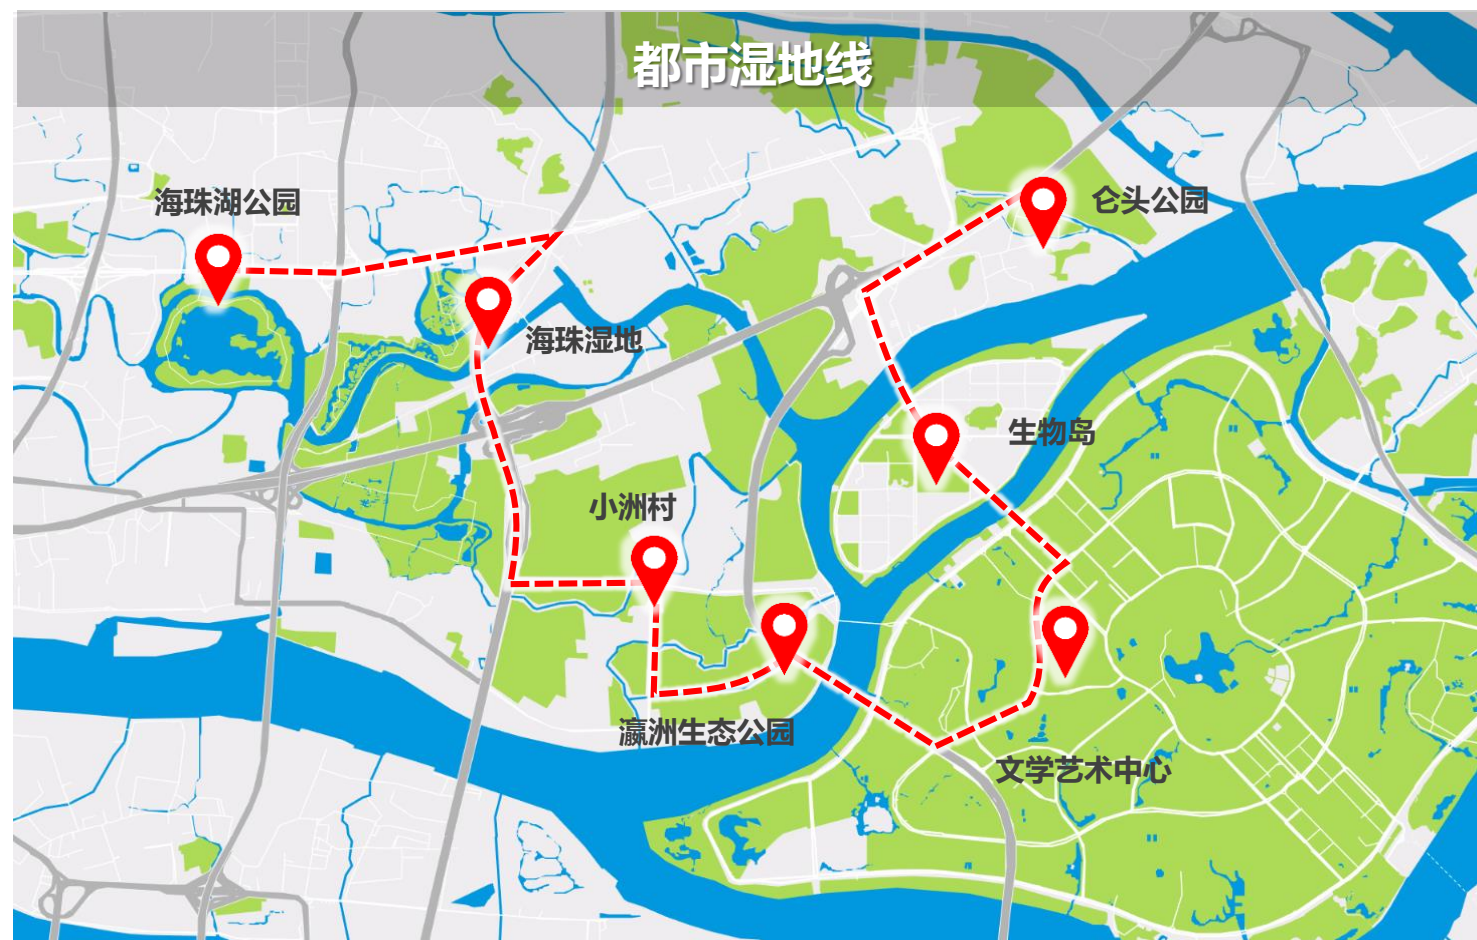 都市湿地线
海珠湖公园
仑头公园
海珠湿地
生物岛
小洲村
瀛洲生态公园
文学艺术中心